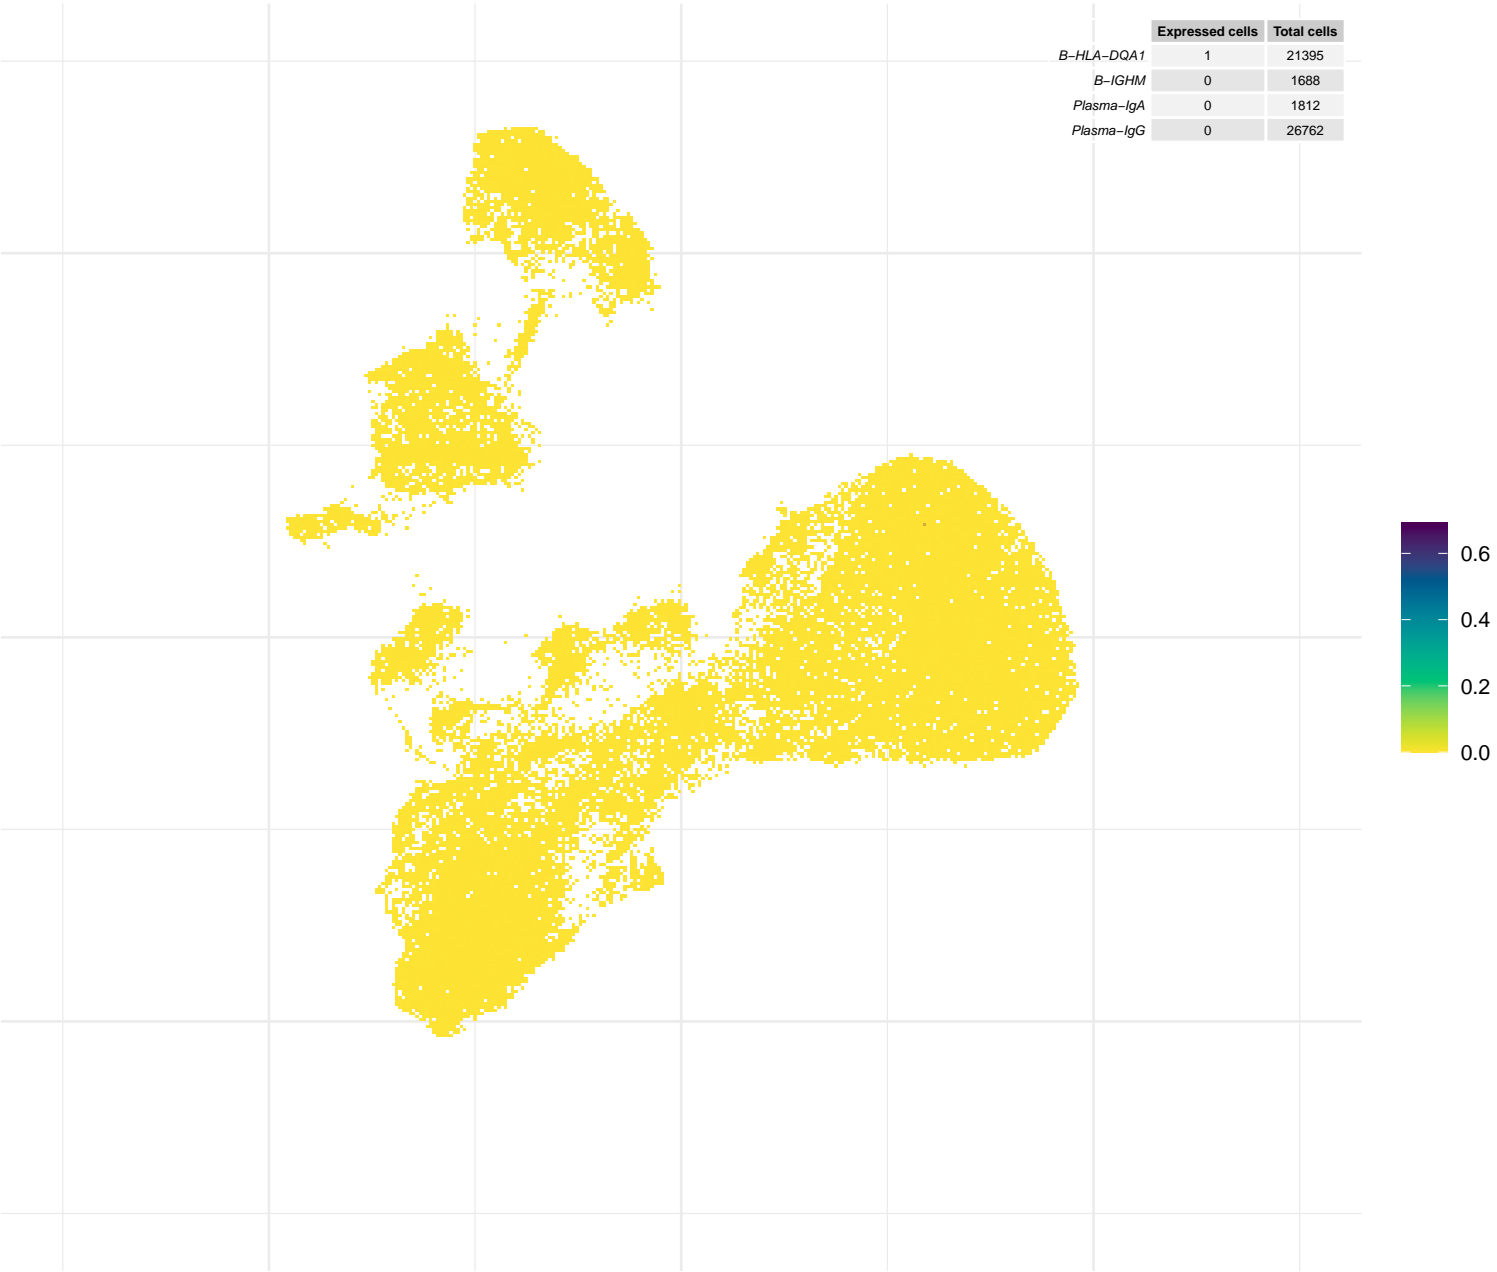 Expressed cells Total cells
B−HLA−DQA1 1 21395
B−IGHM 0 1688
Plasma−IgA 0 1812
Plasma−IgG 0 26762
0.6
0.4
0.2
0.0